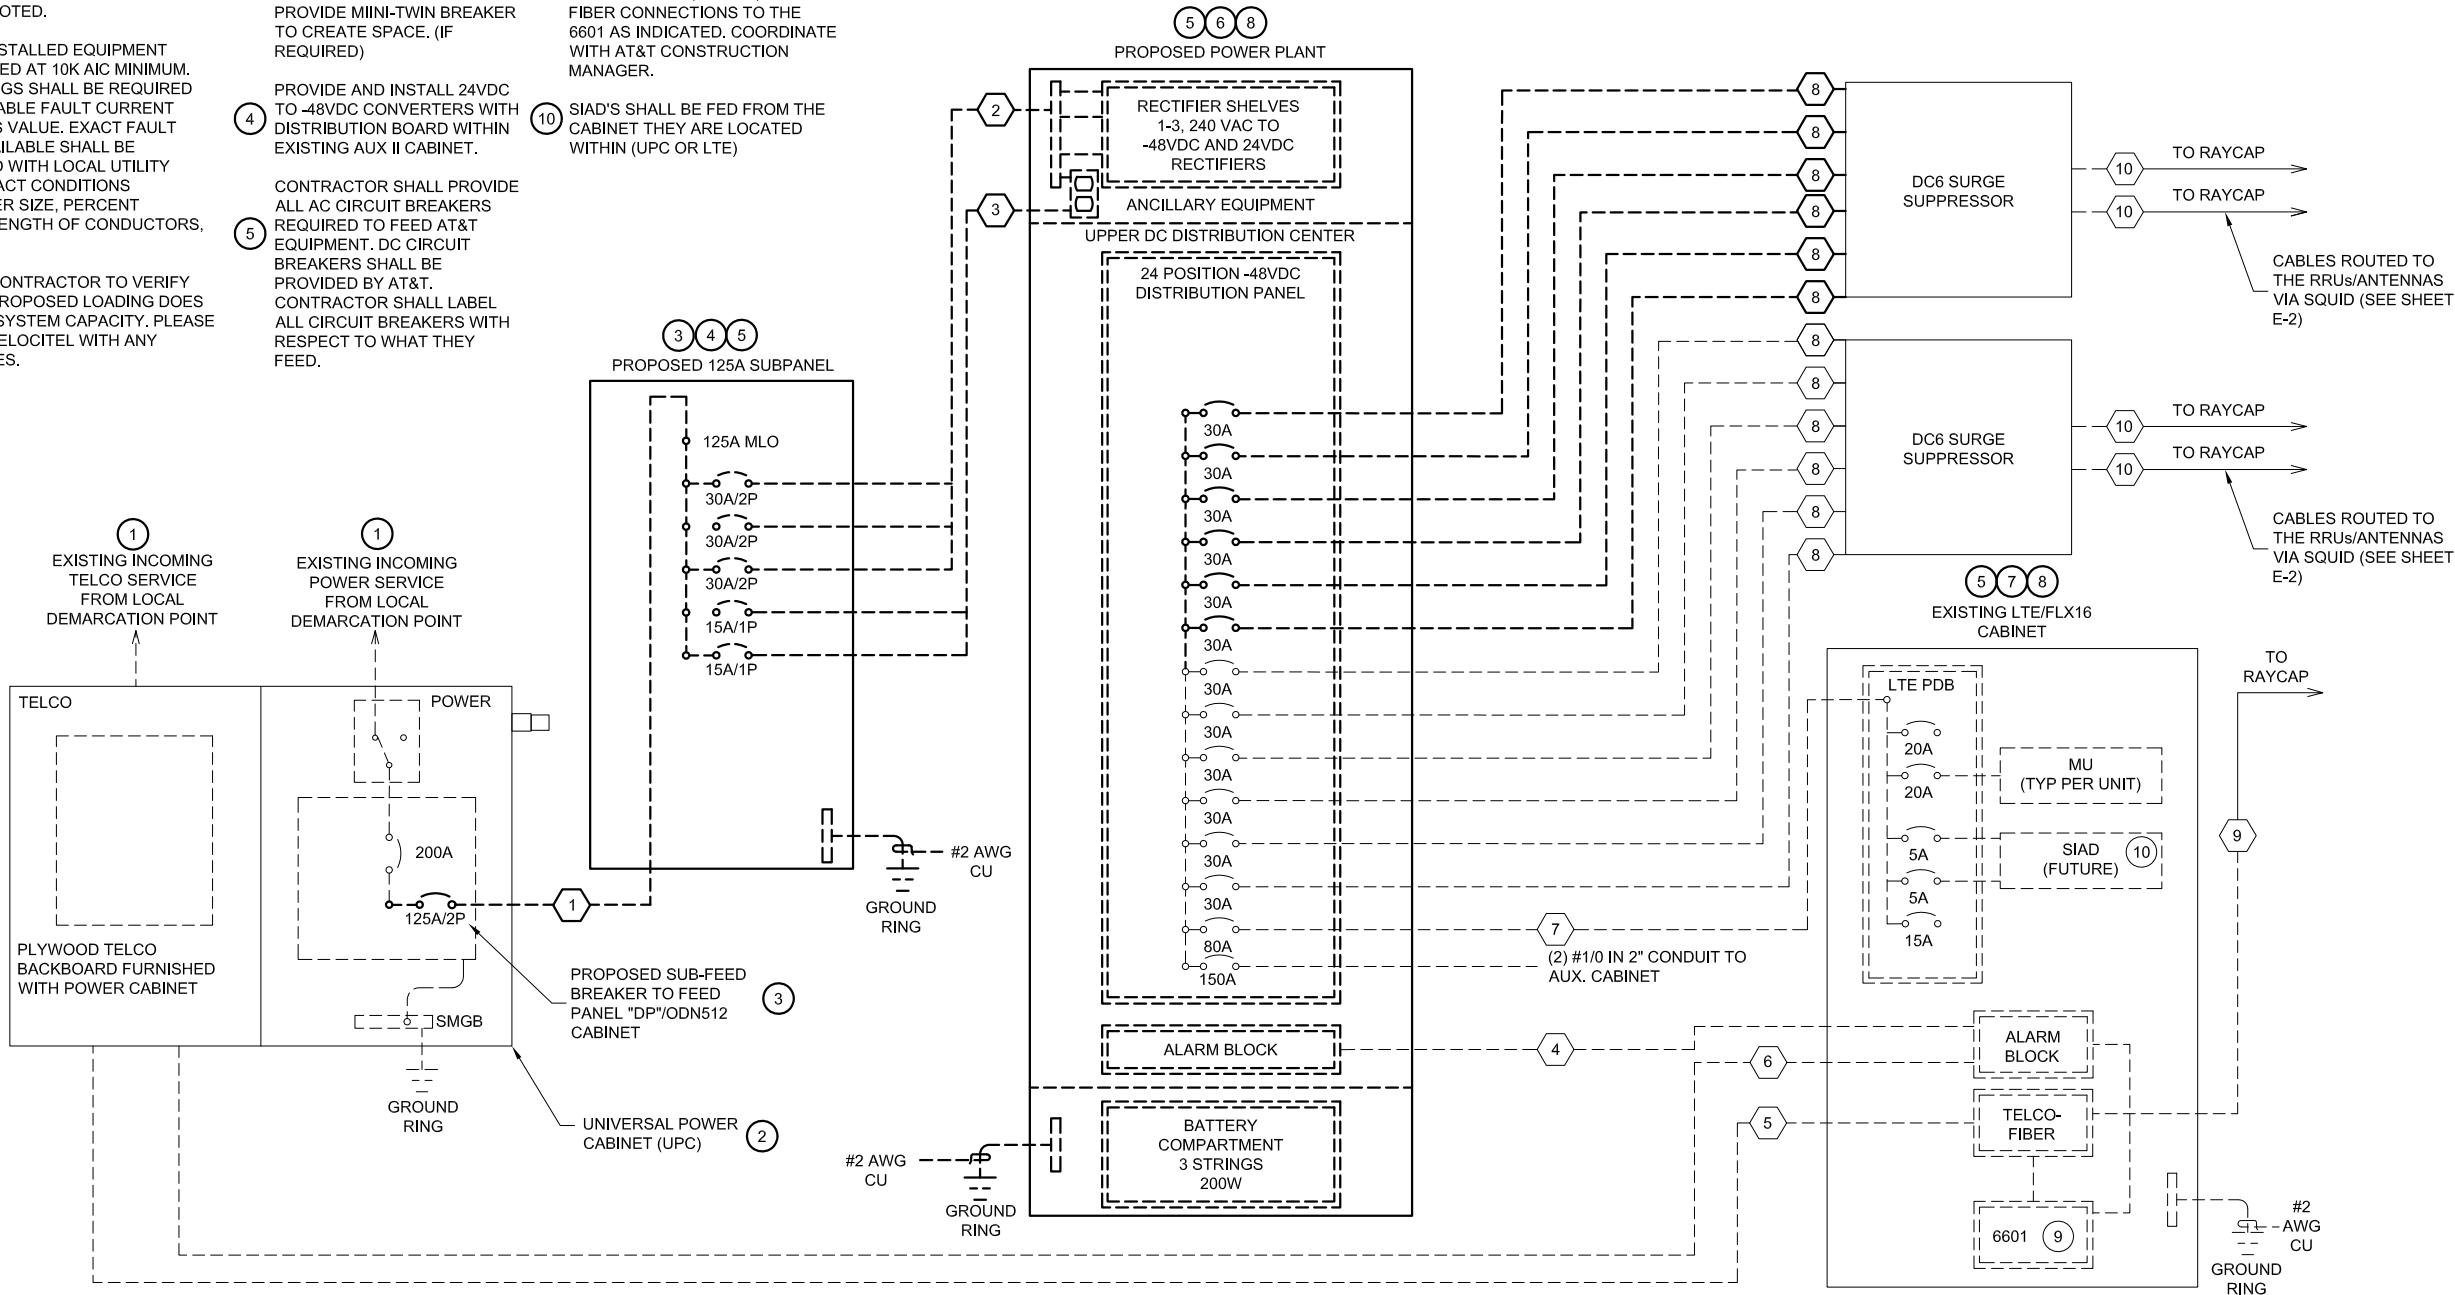 OTED.
STALLED EQUIPMENT
ED AT 10K AIC MINIMUM.
GS SHALL BE REQUIRED
ABLE FAULT CURRENT
S VALUE. EXACT FAULT
AILABLE SHALL BE
D WITH LOCAL UTILITY
ACT CONDITIONS
ER SIZE, PERCENT
ENGTH OF CONDUCTORS,
ONTRACTOR TO VERIFY
ROPOSED LOADING DOES
SYSTEM CAPACITY. PLEASE
ELOCITEL WITH ANY
ES.
PROVIDE MIINI-TWIN BREAKER
TO CREATE SPACE. (IF
REQUIRED)
4
PROVIDE AND INSTALL 24VDC
TO -48VDC CONVERTERS WITH
DISTRIBUTION BOARD WITHIN
EXISTING AUX II CABINET.
5
CONTRACTOR SHALL PROVIDE
ALL AC CIRCUIT BREAKERS
REQUIRED TO FEED AT&T
EQUIPMENT. DC CIRCUIT
BREAKERS SHALL BE
PROVIDED BY AT&T.
CONTRACTOR SHALL LABEL
ALL CIRCUIT BREAKERS WITH
RESPECT TO WHAT THEY
FEED.
FIBER CONNECTIONS TO THE
6601 AS INDICATED. COORDINATE
WITH AT&T CONSTRUCTION
MANAGER.
10
SIAD'S SHALL BE FED FROM THE
CABINET THEY ARE LOCATED
WITHIN (UPC OR LTE)
1
EXISTING INCOMING
TELCO SERVICE
FROM LOCAL
DEMARCATION POINT
1
EXISTING INCOMING
POWER SERVICE
FROM LOCAL
DEMARCATION POINT
TELCO
POWER
200A
125A/2P
PLYWOOD TELCO
BACKBOARD FURNISHED
WITH POWER CABINET
SMGB
GROUND
RING
1
PROPOSED SUB-FEED
BREAKER TO FEED
PANEL "DP"/ODN512
CABINET
3
UNIVERSAL POWER
CABINET (UPC)
2
3 4 5
PROPOSED 125A SUBPANEL
125A MLO
30A/2P
30A/2P
30A/2P
15A/1P
15A/1P
#2 AWG
CU
GROUND
RING
2
3
5 6 8
PROPOSED POWER PLANT
RECTIFIER SHELVES
1-3, 240 VAC TO
-48VDC AND 24VDC
RECTIFIERS
ANCILLARY EQUIPMENT
UPPER DC DISTRIBUTION CENTER
24 POSITION -48VDC
DISTRIBUTION PANEL
30A
30A
30A
30A
30A
30A
30A
30A
30A
30A
30A
30A
80A
150A
ALARM BLOCK
BATTERY
COMPARTMENT
3 STRINGS
200W
#2 AWG
CU
GROUND
RING
7
(2) #1/0 IN 2" CONDUIT TO
AUX. CABINET
4
6
5
8
8
8
8
8
8
DC6 SURGE
SUPPRESSOR
10
TO RAYCAP
10
TO RAYCAP
CABLES ROUTED TO
THE RRUs/ANTENNAS
VIA SQUID (SEE SHEET
E-2)
8
8
8
8
8
8
DC6 SURGE
SUPPRESSOR
10
TO RAYCAP
10
TO RAYCAP
CABLES ROUTED TO
THE RRUs/ANTENNAS
VIA SQUID (SEE SHEET
E-2)
5 7 8
EXISTING LTE/FLX16
CABINET
LTE PDB
20A
20A
5A
5A
15A
MU
(TYP PER UNIT)
SIAD
(FUTURE)
10
TO
RAYCAP
9
ALARM
BLOCK
TELCO-
FIBER
6601
9
#2
AWG
CU
GROUND
RING